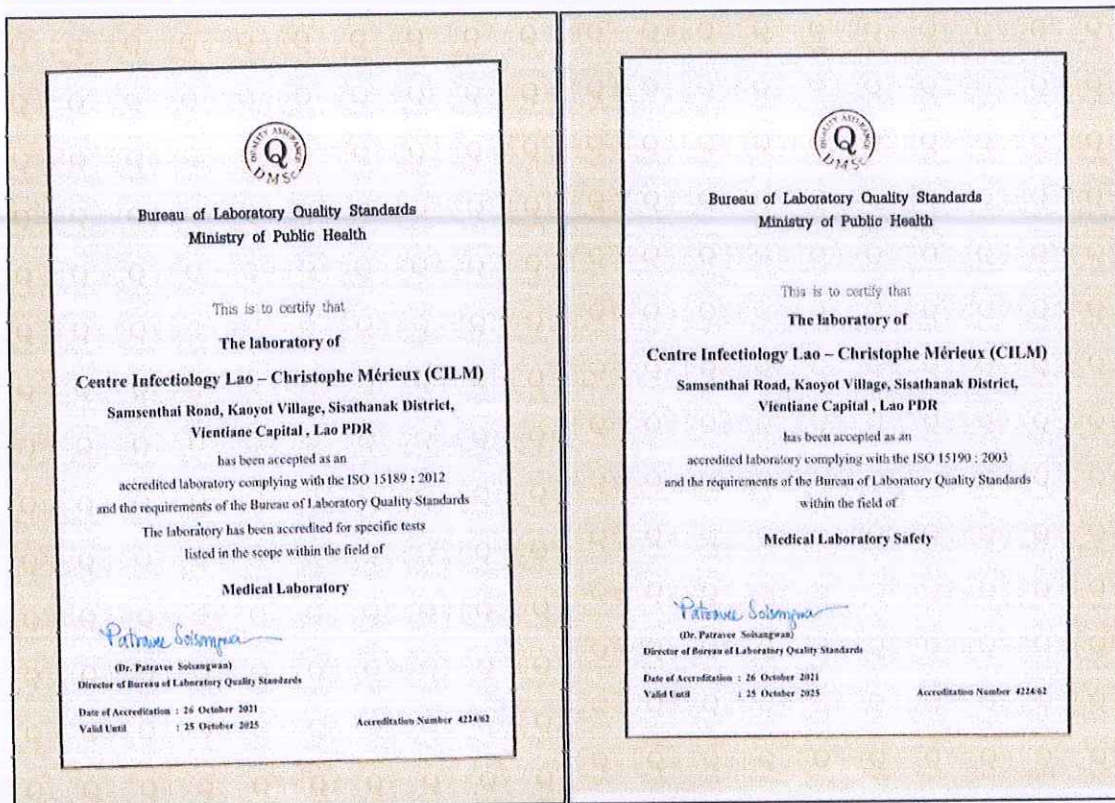 QUALITY ASSURANCE
Q
DMSc
Bureau of Laboratory Quality Standards
Ministry of Public Health
This is to certify that
The laboratory of
Centre Infectiology Lao – Christophe Mérieux (CILM)
Samsenthai Road, Kaoyot Village, Sisathanak District,
Vientiane Capital , Lao PDR
has been accepted as an
accredited laboratory complying with the ISO 15189 : 2012
and the requirements of the Bureau of Laboratory Quality Standards
The laboratory has been accredited for specific tests
listed in the scope within the field of
Medical Laboratory
(Dr. Patravee Soisangwan)
Director of Bureau of Laboratory Quality Standards
Date of Accreditation : 26 October 2021
Valid Until : 25 October 2025
Accreditation Number 4224/62
QUALITY ASSURANCE
Q
DMSc
Bureau of Laboratory Quality Standards
Ministry of Public Health
This is to certify that
The laboratory of
Centre Infectiology Lao – Christophe Mérieux (CILM)
Samsenthai Road, Kaoyot Village, Sisathanak District,
Vientiane Capital , Lao PDR
has been accepted as an
accredited laboratory complying with the ISO 15190 : 2003
and the requirements of the Bureau of Laboratory Quality Standards
within the field of
Medical Laboratory Safety
(Dr. Patravee Soisangwan)
Director of Bureau of Laboratory Quality Standards
Date of Accreditation : 26 October 2021
Valid Until : 25 October 2025
Accreditation Number 4224/62